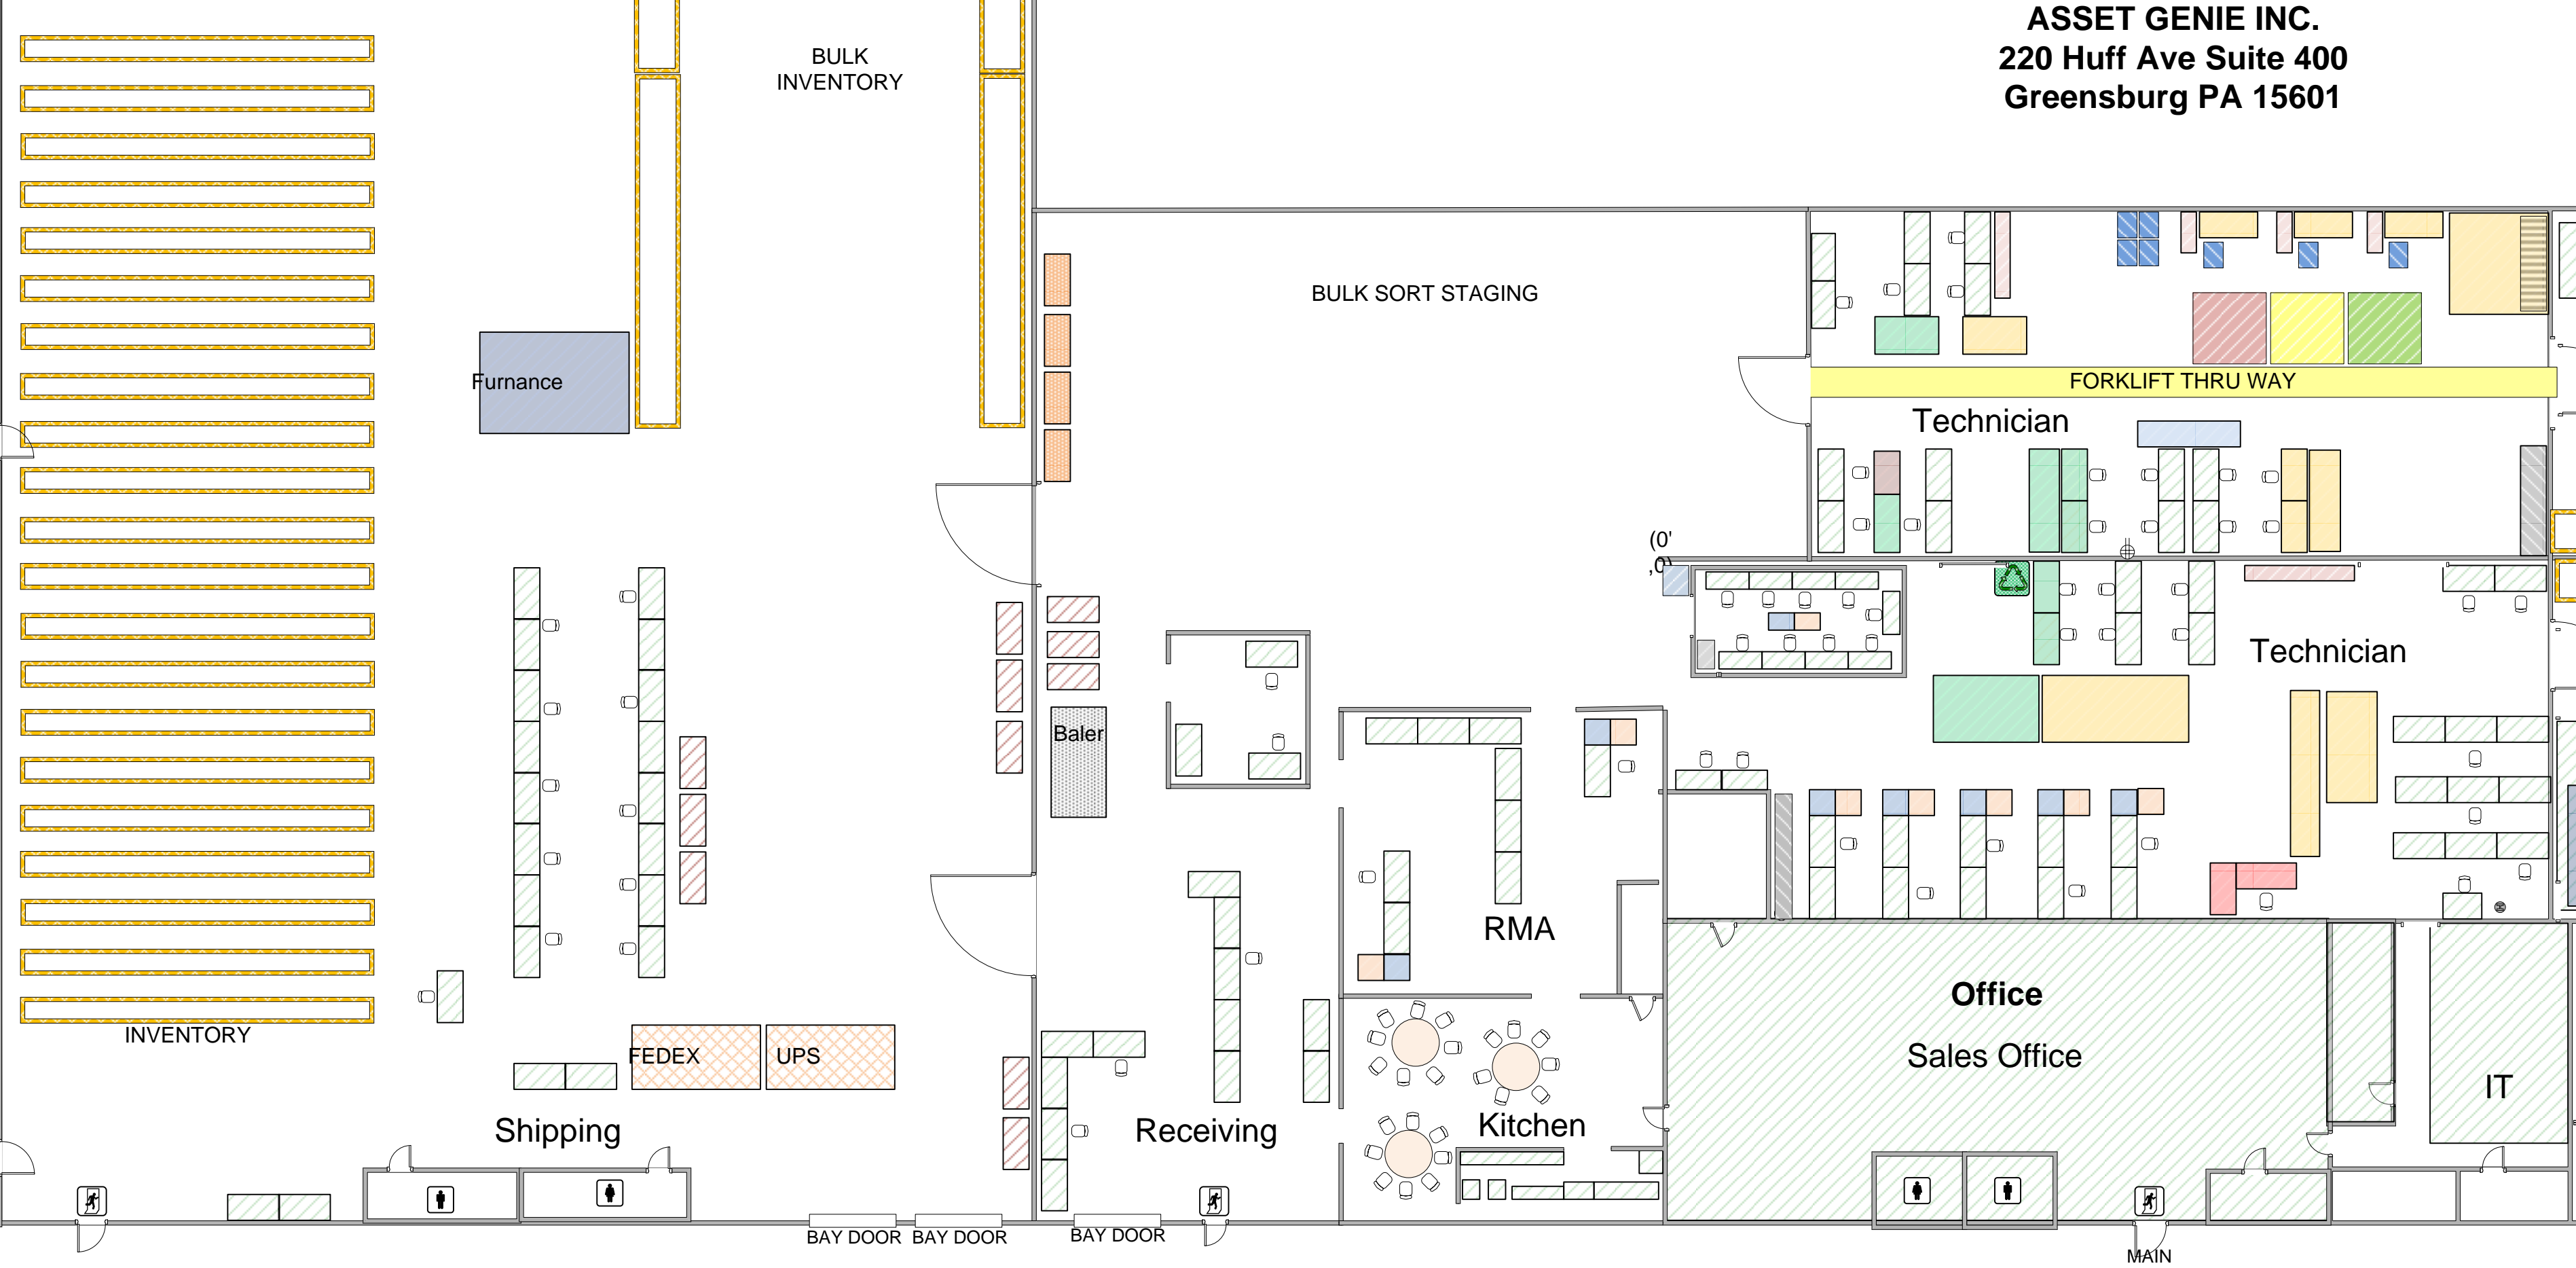 ASSET GENIE INC.
220 Huff Ave Suite 400
Greensburg PA 15601
BULK
INVENTORY
BULK SORT STAGING
Furnance
FORKLIFT THRU WAY
Technician
(0'
,0)
Technician
Baler
RMA
Office
Sales Office
INVENTORY
FEDEX
UPS
IT
Shipping
Receiving
Kitchen
BAY DOOR
BAY DOOR
BAY DOOR
MAIN